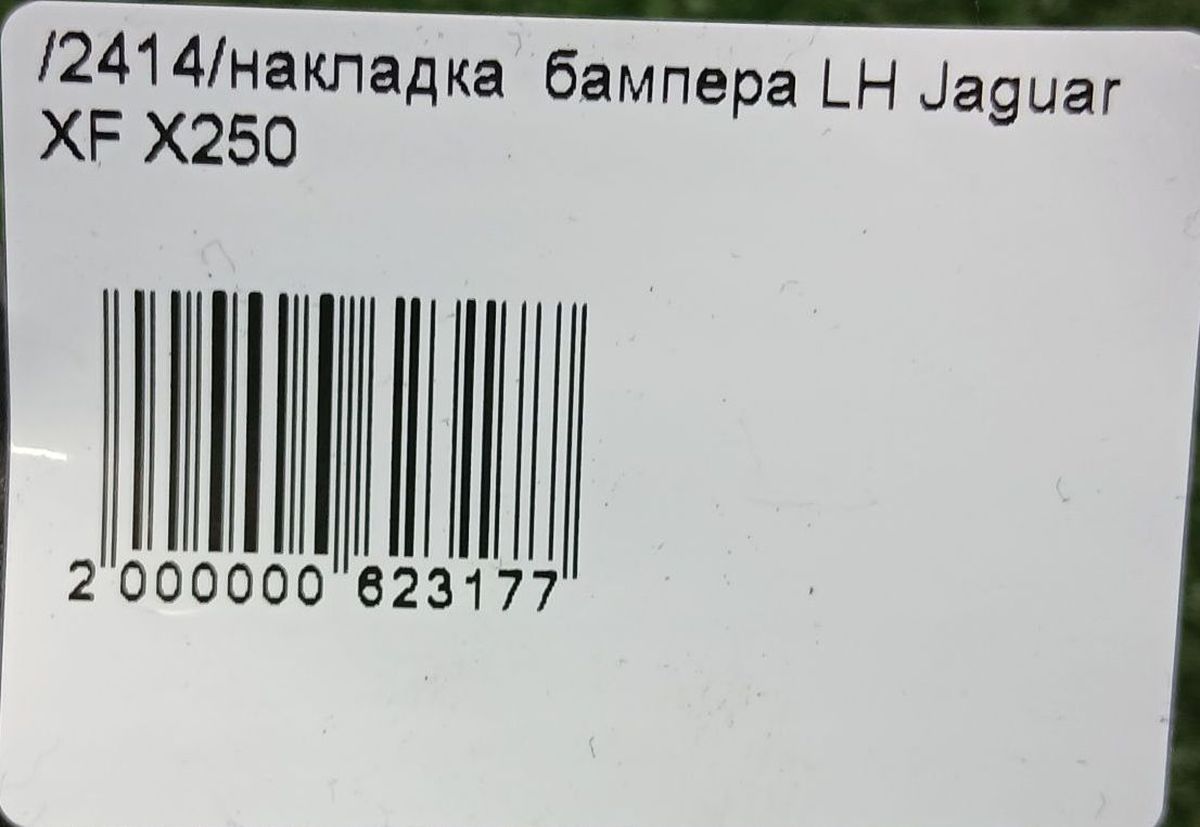 /2414/накладка бампера LH Jaguar
XF X250
2 000000 623177